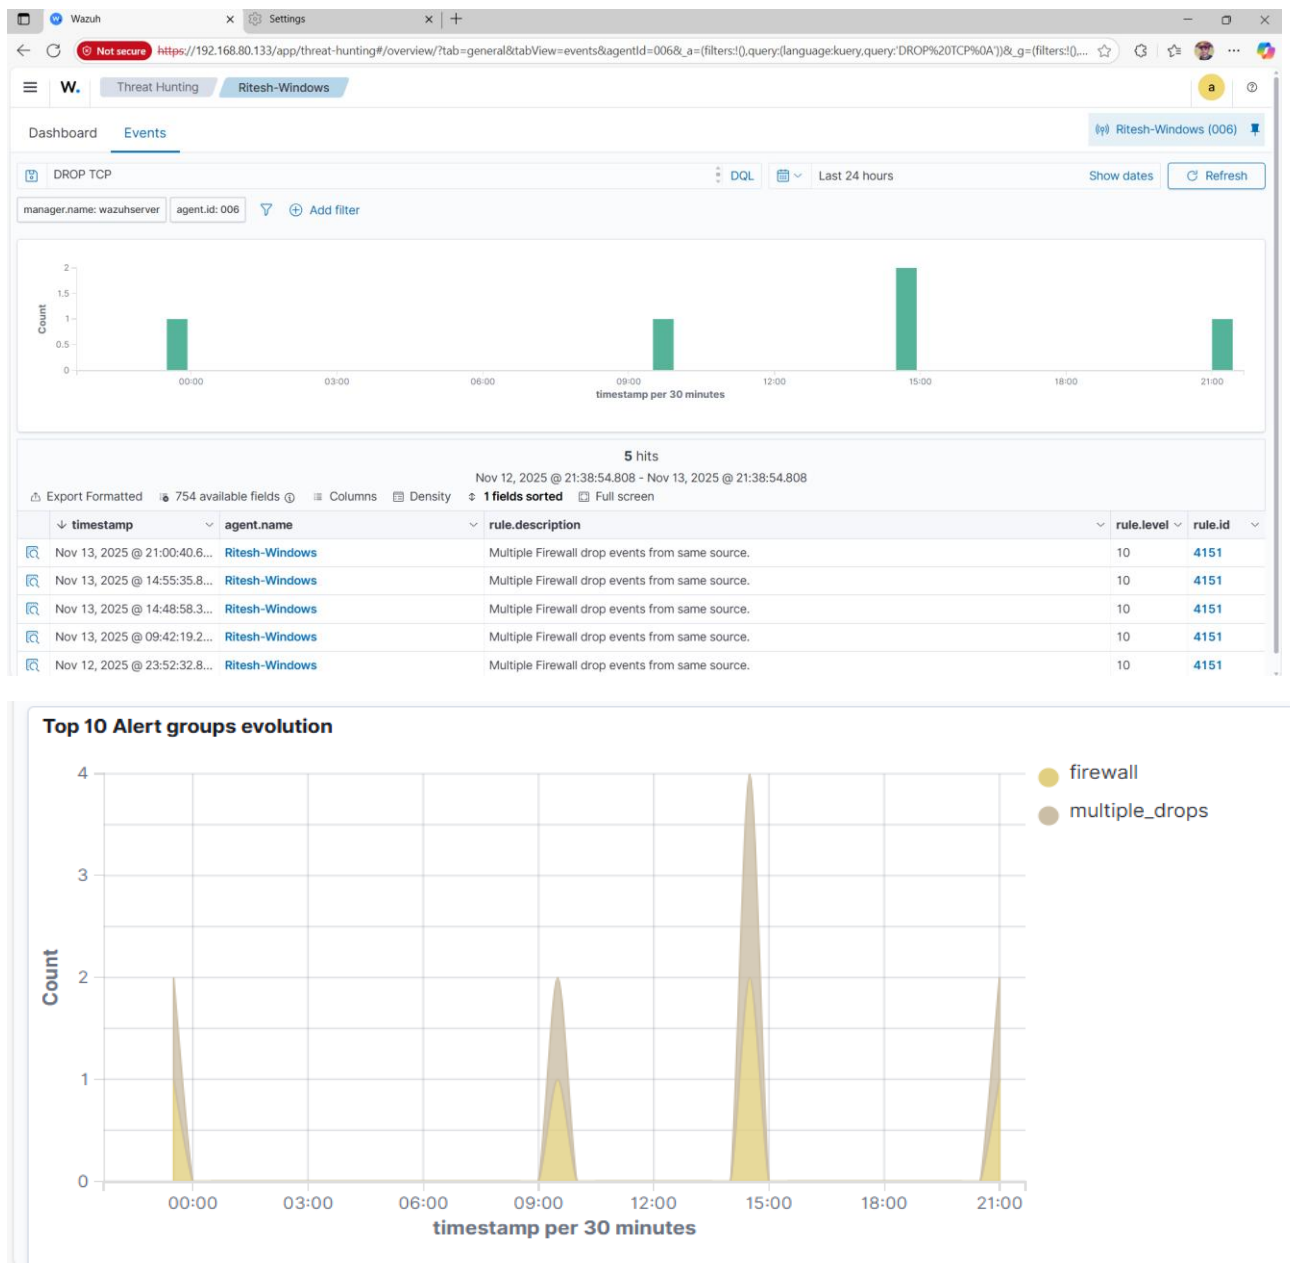 Wazuh
Settings
Not secure https://192.168.80.133/app/threat-hunting#/overview/?tab=general&tabView=events&agentId=006&_a=(filters:!(),query:(language:kuery,query:'DROP%20TCP%0A'))&_g=(filters:!(),...
W. Threat Hunting Ritesh-Windows a
Dashboard Events Ritesh-Windows (006)
DROP TCP DQL Last 24 hours Show dates Refresh
manager.name: wazuhserver agent.id: 006 Add filter
2
1.5
1
0.5
0
Count
00:00 03:00 06:00 09:00 12:00 15:00 18:00 21:00
timestamp per 30 minutes
5 hits
Nov 12, 2025 @ 21:38:54.808 - Nov 13, 2025 @ 21:38:54.808
Export Formatted 754 available fields Columns Density 1 fields sorted Full screen
timestamp agent.name rule.description rule.level rule.id
Nov 13, 2025 @ 21:00:40.6... Ritesh-Windows Multiple Firewall drop events from same source. 10 4151
Nov 13, 2025 @ 14:55:35.8... Ritesh-Windows Multiple Firewall drop events from same source. 10 4151
Nov 13, 2025 @ 14:48:58.3... Ritesh-Windows Multiple Firewall drop events from same source. 10 4151
Nov 13, 2025 @ 09:42:19.2... Ritesh-Windows Multiple Firewall drop events from same source. 10 4151
Nov 12, 2025 @ 23:52:32.8... Ritesh-Windows Multiple Firewall drop events from same source. 10 4151
Top 10 Alert groups evolution
firewall
multiple_drops
4
3
2
1
0
Count
00:00 03:00 06:00 09:00 12:00 15:00 18:00 21:00
timestamp per 30 minutes